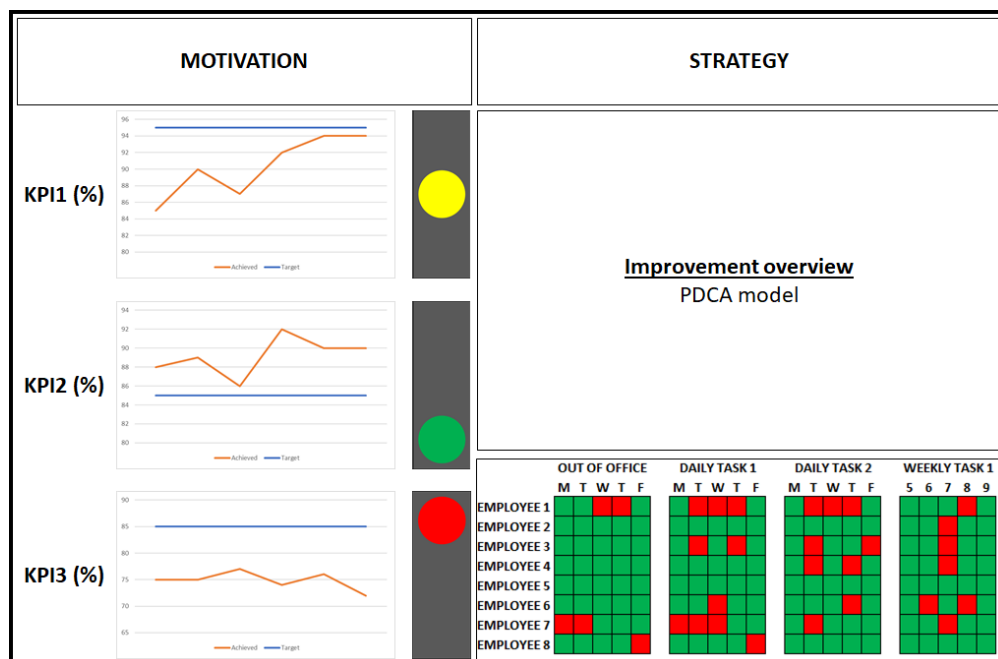 MOTIVATION
STRATEGY
KPI1 (%)
96
94
92
90
88
86
84
82
80
Achieved Target
KPI2 (%)
94
92
90
88
86
84
82
80
Achieved Target
KPI3 (%)
90
85
80
75
70
65
Achieved Target
Improvement overview
PDCA model
OUT OF OFFICE DAILY TASK 1 DAILY TASK 2 WEEKLY TASK 1
M T W T F M T W T F M T W T F 5 6 7 8 9
EMPLOYEE 1
EMPLOYEE 2
EMPLOYEE 3
EMPLOYEE 4
EMPLOYEE 5
EMPLOYEE 6
EMPLOYEE 7
EMPLOYEE 8